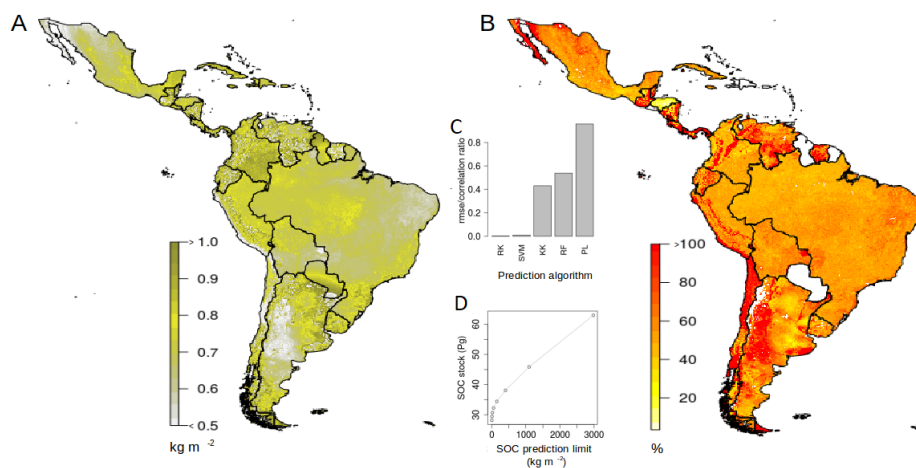 A
B
C
rmse/correlation ratio
0.8
0.6
0.4
0.2
0.0
RK
SVM
KK
RF
PL
Prediction algorithm
> 1.0
0.9
0.8
0.7
0.6
< 0.5
kg m -2
>100
80
60
40
20
%
D
SOC stock (Pg)
60
50
40
30
0
1000
2000
3000
SOC prediction limit
(kg m -2)